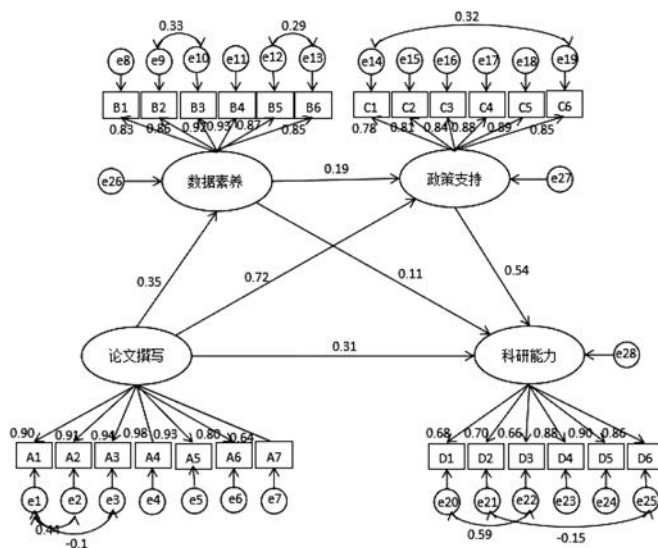 0.33 0.29 0.32
e8 e9 e10 e11 e12 e13 e14 e15 e16 e17 e18 e19
B1 B2 B3 B4 B5 B6 C1 C2 C3 C4 C5 C6
0.83 0.86 0.92 0.93 0.87 0.85 0.78 0.81 0.84 0.88 0.89 0.85
e26 数据素养 0.19 政策支持 e27
0.35 0.72 0.11 0.54
论文撰写 0.31 科研能力 e28
0.90 0.91 0.94 0.98 0.93 0.80 0.64 0.68 0.70 0.66 0.88 0.90 0.86
A1 A2 A3 A4 A5 A6 A7 D1 D2 D3 D4 D5 D6
e1 e2 e3 e4 e5 e6 e7 e20 e21 e22 e23 e24 e25
0.44 -0.1 0.59 -0.15